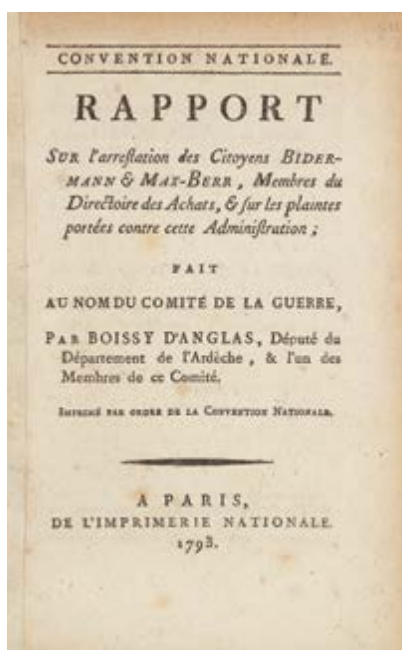 CONVENTION NATIONALE.
RAPPORT
SUR l'arreſtation des Citoyens BIDER-
MANN & MAX-BERR, Membres du
Directoire des Achats, & ſur les plaintes
portées contre cette Adminiſtration ;
FAIT
AU NOM DU COMITÉ DE LA GUERRE,
PAR BOISSY D'ANGLAS, Député du
Département de l'Ardèche, & l'un des
Membres de ce Comité.
IMPRIMÉ PAR ORDRE DE LA CONVENTION NATIONALE.
A PARIS,
DE L'IMPRIMERIE NATIONALE.
1793.